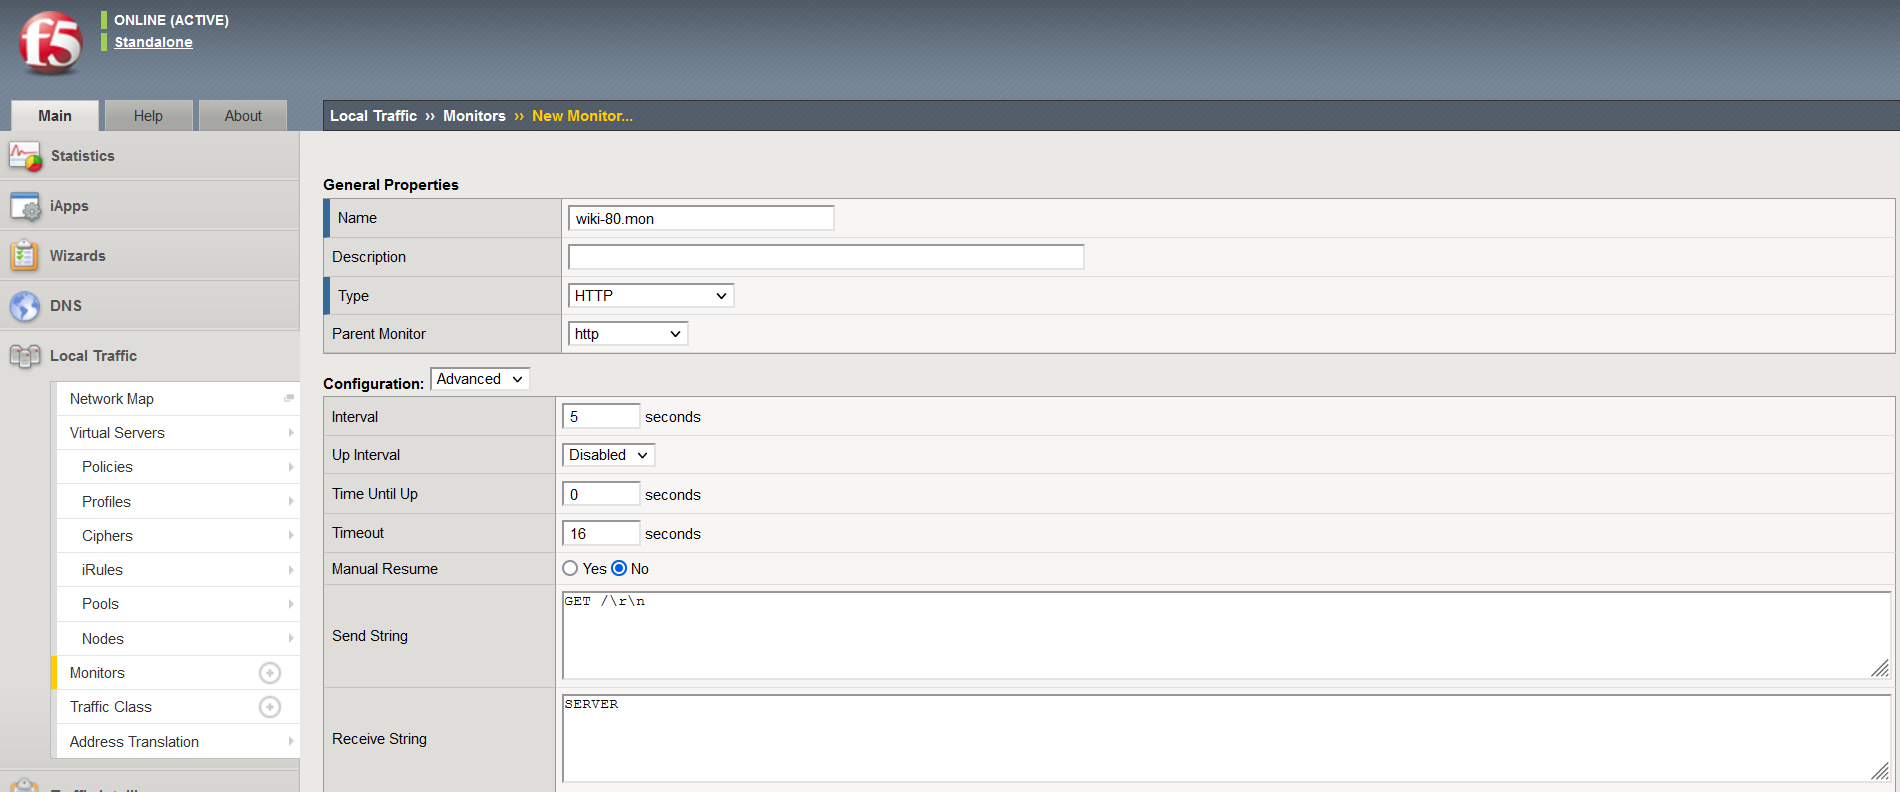 f5
ONLINE (ACTIVE)
Standalone
Main
Help
About
Local Traffic ›› Monitors ›› New Monitor...
Statistics
iApps
Wizards
DNS
Local Traffic
Network Map
Virtual Servers
Policies
Profiles
Ciphers
iRules
Pools
Nodes
Monitors
Traffic Class
Address Translation
General Properties
Name wiki-80.mon
Description
Type HTTP
Parent Monitor http
Configuration: Advanced
Interval 5 seconds
Up Interval Disabled
Time Until Up 0 seconds
Timeout 16 seconds
Manual Resume Yes No
Send String GET /\r\n
Receive String SERVER